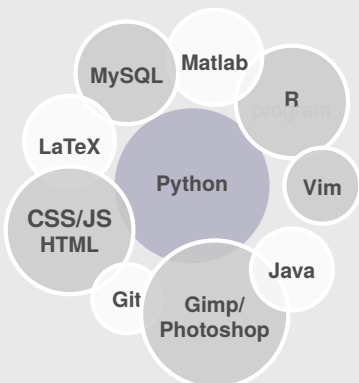 Matlab
MySQL
R
program
LaTeX
Python
Vim
CSS/JS
HTML
Java
Git
Gimp/
Photoshop